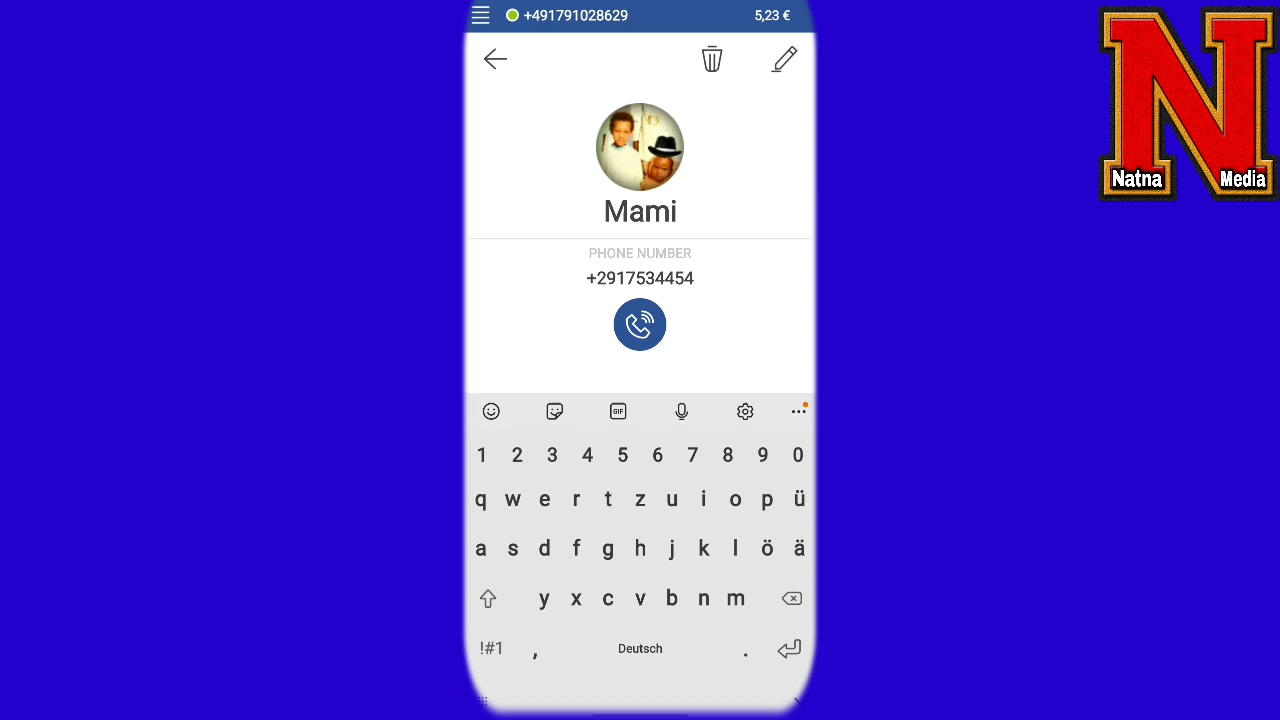 +491791028629 5,23 €
Natna Media
Mami
PHONE NUMBER
+2917534454
GIF
1 2 3 4 5 6 7 8 9 0
q w e r t z u i o p ü
a s d f g h j k l ö ä
y x c v b n m
!#1 , Deutsch .